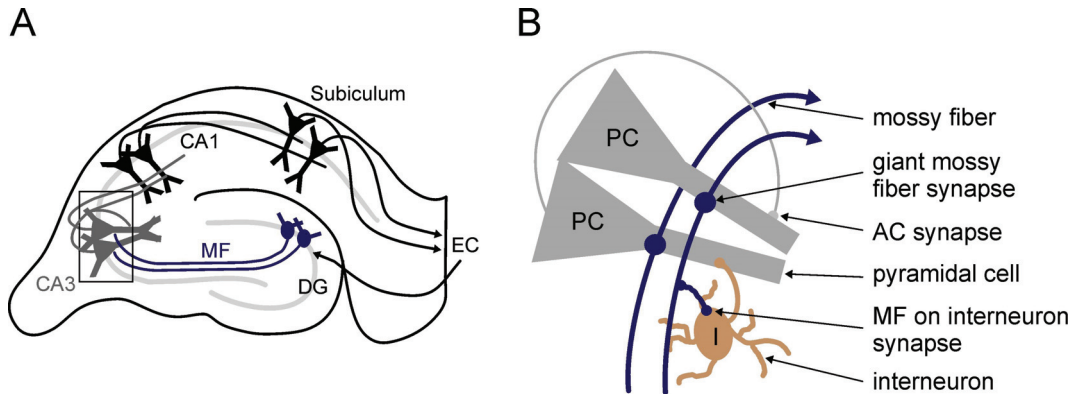 A
Subiculum
CA1
MF
CA3
DG
EC
B
PC
PC
I
mossy fiber
giant mossy
fiber synapse
AC synapse
pyramidal cell
MF on interneuron
synapse
interneuron